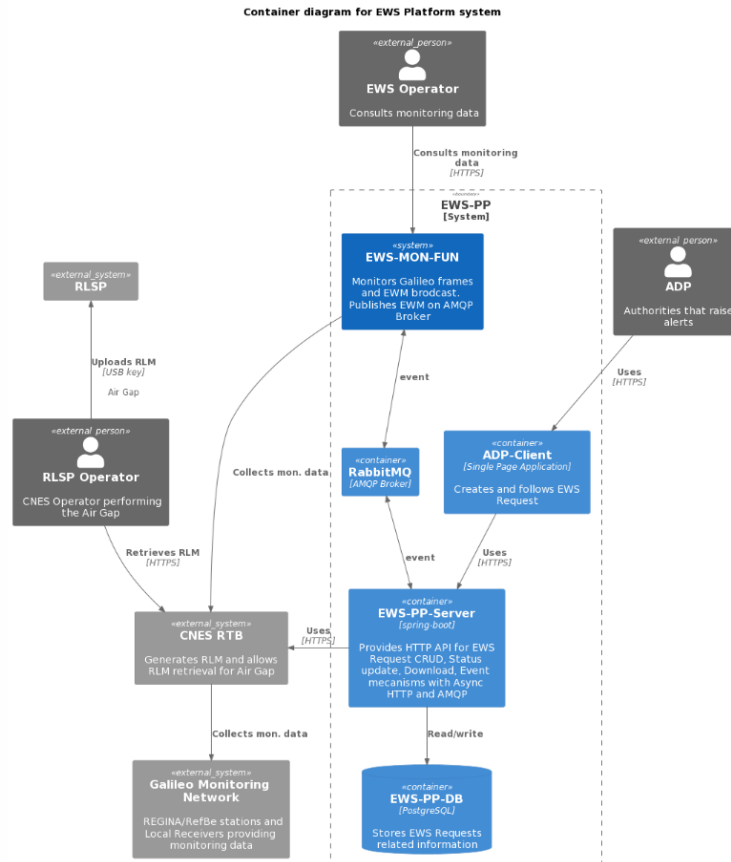 Container diagram for EWS Platform system
«external_person»
EWS Operator
Consults monitoring data
Consults monitoring
data
[HTTPS]
«boundary»
EWS-PP
[System]
«system»
EWS-MON-FUN
Monitors Galileo frames
and EWM brodcast.
Publishes EWM on AMQP
Broker
«external_person»
ADP
Authorities that raise
alerts
«external_system»
RLSP
Uploads RLM
[USB key]
Air Gap
event
Uses
[HTTPS]
«external_person»
RLSP Operator
CNES Operator performing
the Air Gap
Collects mon. data
«container»
RabbitMQ
[AMQP Broker]
«container»
ADP-Client
[Single Page Application]
Creates and follows EWS
Request
Retrieves RLM
[HTTPS]
event
Uses
[HTTPS]
«external_system»
CNES RTB
Generates RLM and allows
RLM retrieval for Air Gap
Uses
[HTTPS]
«container»
EWS-PP-Server
[spring-boot]
Provides HTTP API for EWS
Request CRUD, Status
update, Download, Event
mecanisms with Async
HTTP and AMQP
Collects mon. data
Read/write
«external_system»
Galileo Monitoring
Network
REGINA/RefBe stations and
Local Receivers providing
monitoring data
«container»
EWS-PP-DB
[PostgreSQL]
Stores EWS Requests
related information